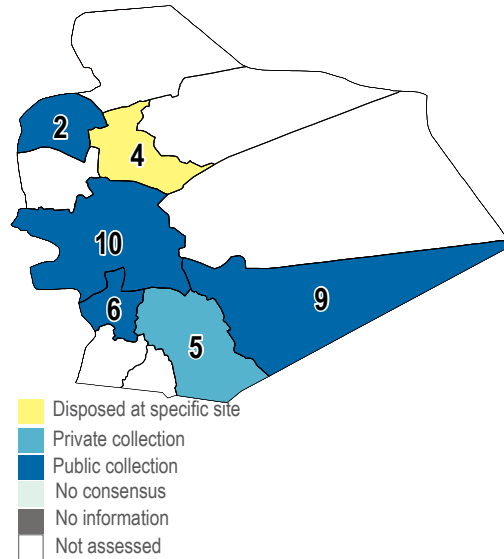 2
4
10
9
6
5
Disposed at specific site
Private collection
Public collection
No consensus
No information
Not assessed